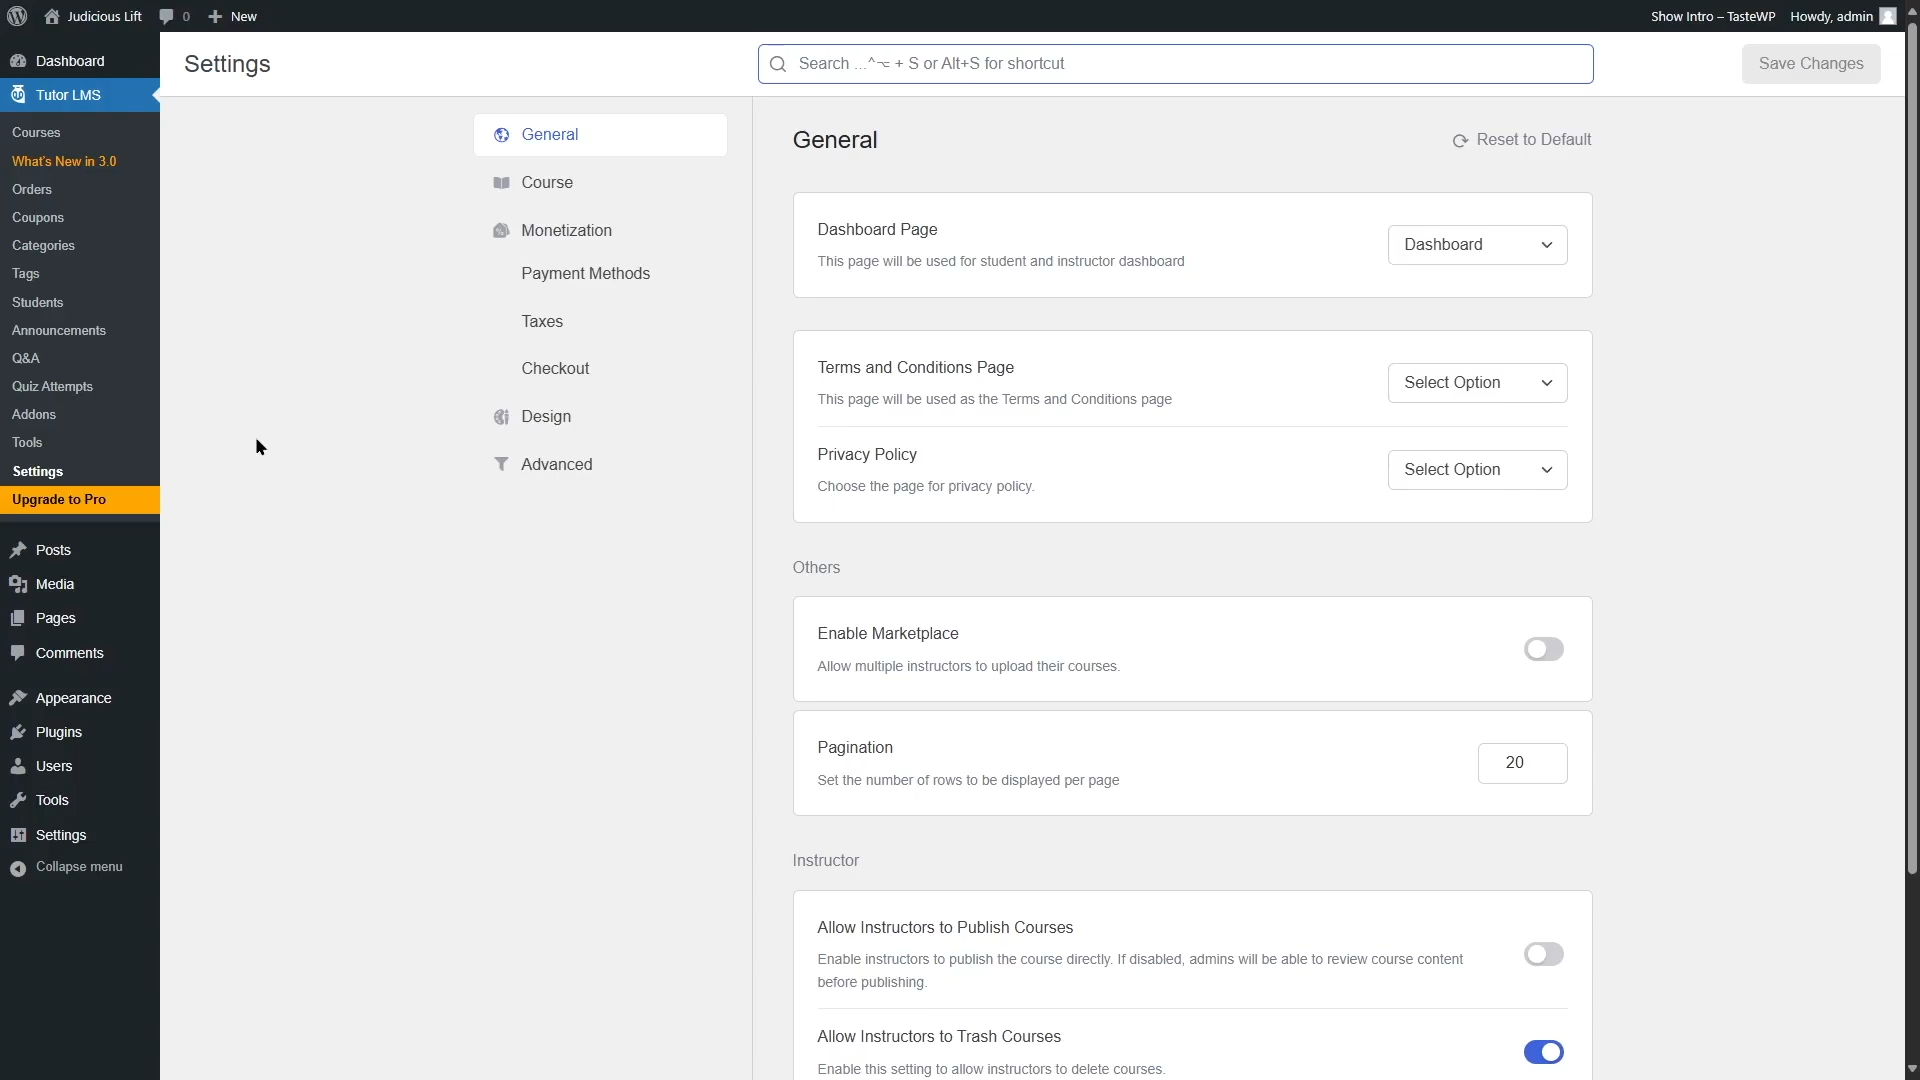 Judicious Lift
0
New
Show Intro – TasteWP
Howdy, admin
Dashboard
Tutor LMS
Courses
What's New in 3.0
Orders
Coupons
Categories
Tags
Students
Announcements
Q&A
Quiz Attempts
Addons
Tools
Settings
Upgrade to Pro
Posts
Media
Pages
Comments
Appearance
Plugins
Users
Tools
Settings
Collapse menu
Settings
Search ...^⌥ + S or Alt+S for shortcut
Save Changes
General
Course
Monetization
Payment Methods
Taxes
Checkout
Design
Advanced
General
Reset to Default
Dashboard Page
This page will be used for student and instructor dashboard
Dashboard
Terms and Conditions Page
This page will be used as the Terms and Conditions page
Select Option
Privacy Policy
Choose the page for privacy policy.
Select Option
Others
Enable Marketplace
Allow multiple instructors to upload their courses.
Pagination
Set the number of rows to be displayed per page
20
Instructor
Allow Instructors to Publish Courses
Enable instructors to publish the course directly. If disabled, admins will be able to review course content
before publishing.
Allow Instructors to Trash Courses
Enable this setting to allow instructors to delete courses.